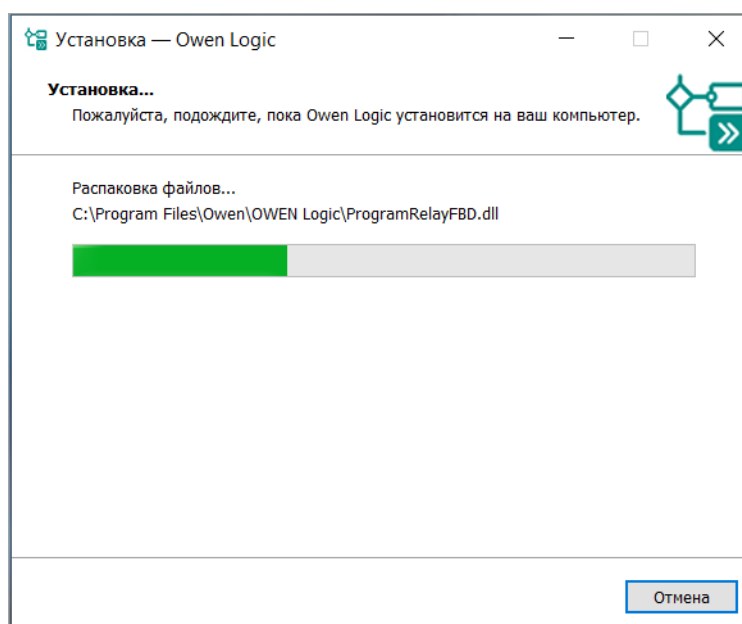 Установка — Owen Logic
Установка...
Пожалуйста, подождите, пока Owen Logic установится на ваш компьютер.
Распаковка файлов...
C:\Program Files\Owen\OWEN Logic\ProgramRelayFBD.dll
Отмена